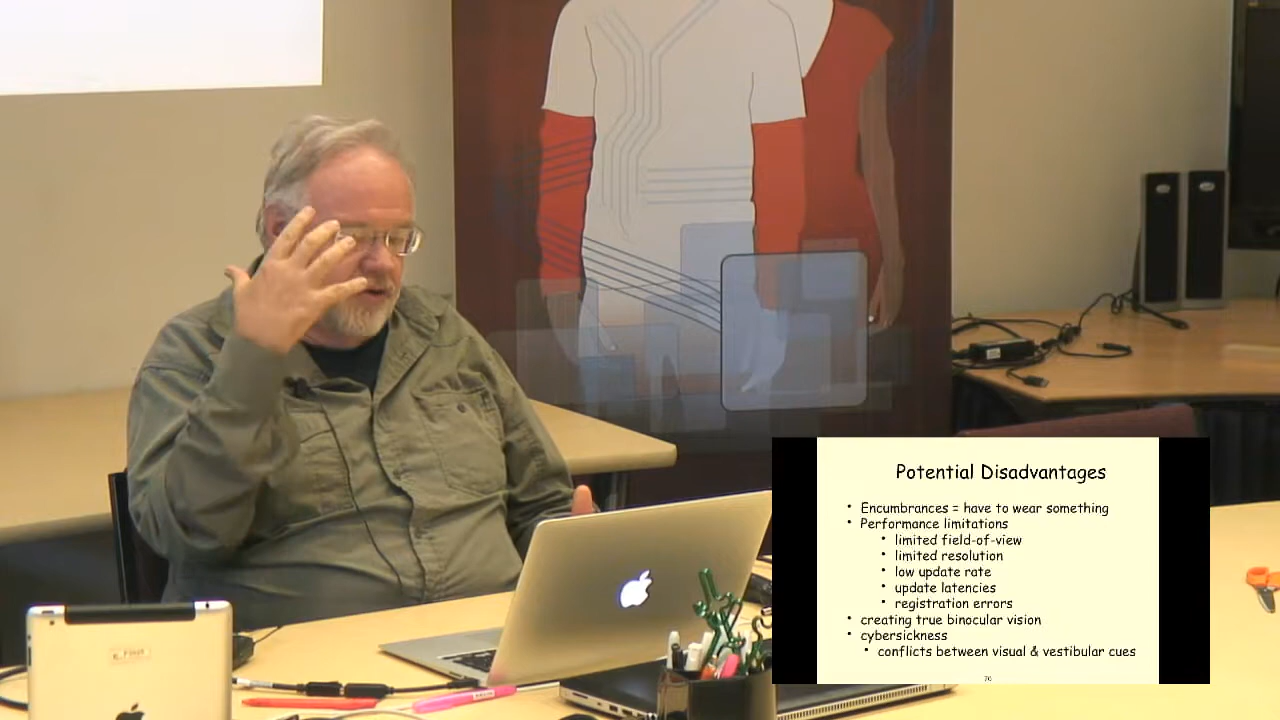 Potential Disadvantages
• Encumbrances = have to wear something
• Performance limitations
• limited field-of-view
• limited resolution
• low update rate
• update latencies
• registration errors
• creating true binocular vision
• cybersickness
• conflicts between visual & vestibular cues
70